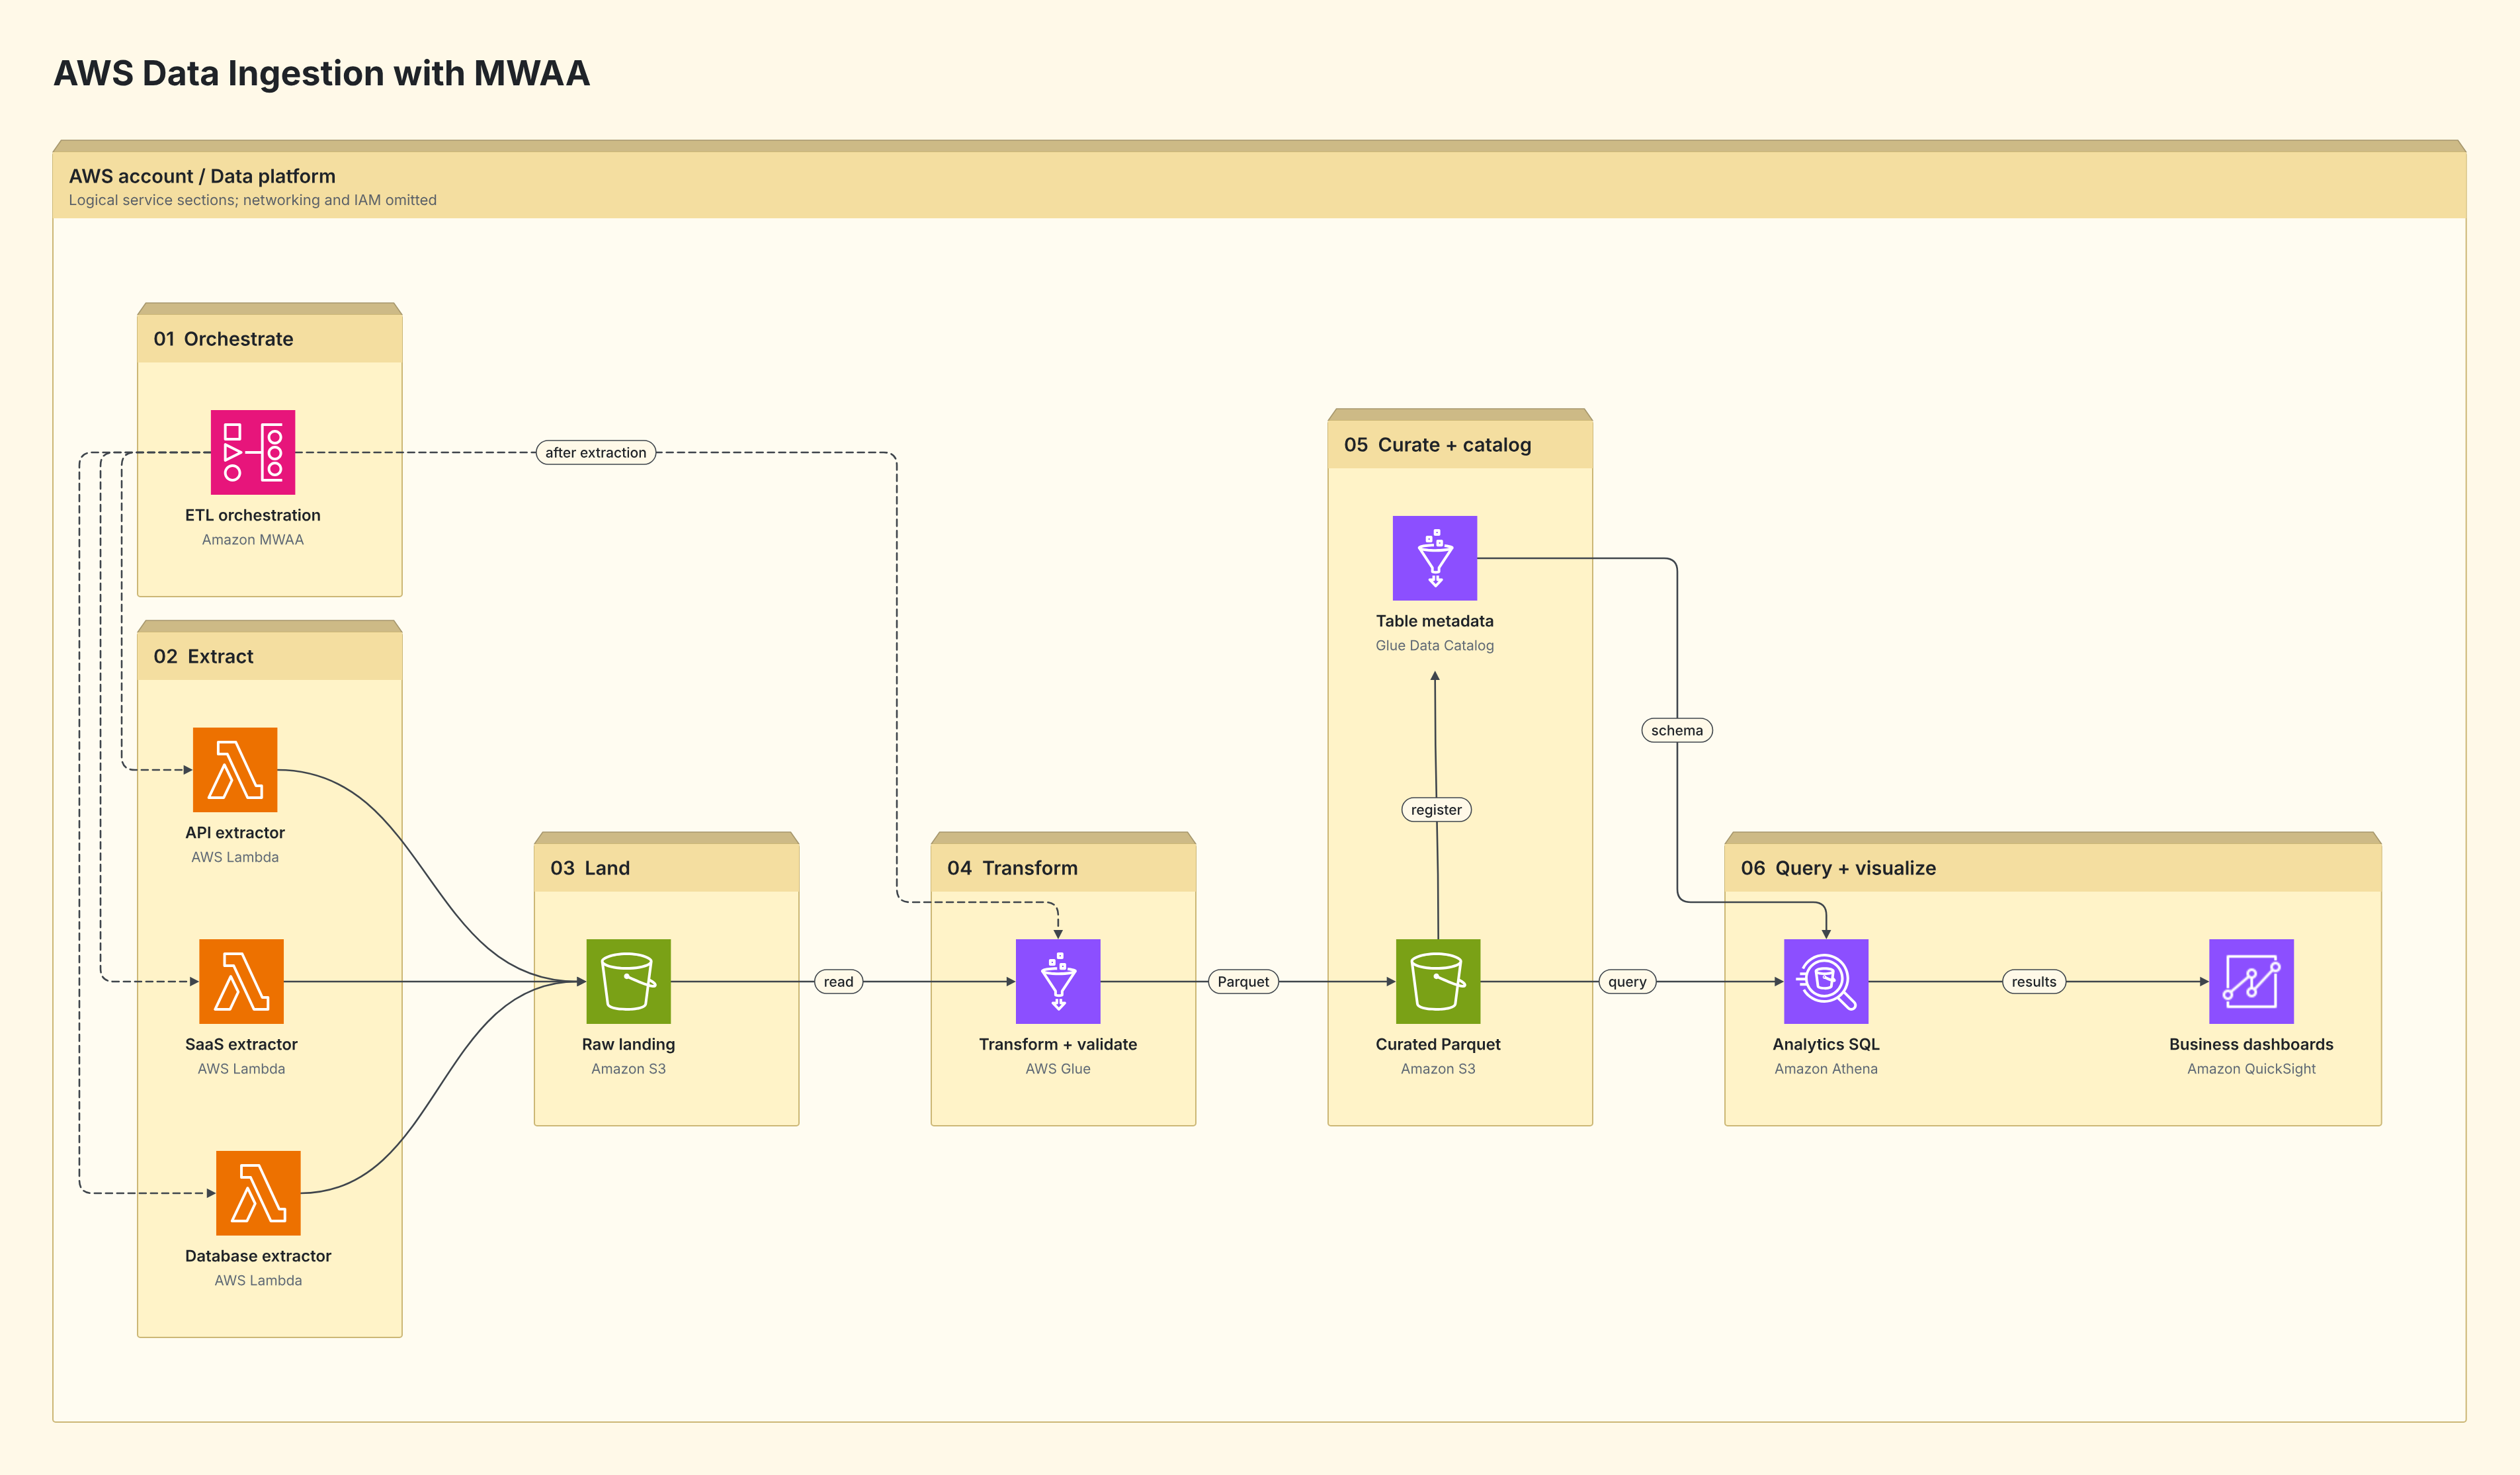 AWS Data Ingestion with MWAA
AWS account / Data platform
Logical service sections; networking and IAM omitted
01 Orchestrate
ETL orchestration
Amazon MWAA
after extraction
02 Extract
API extractor
AWS Lambda
SaaS extractor
AWS Lambda
Database extractor
AWS Lambda
03 Land
Raw landing
Amazon S3
read
04 Transform
Transform + validate
AWS Glue
Parquet
05 Curate + catalog
Table metadata
Glue Data Catalog
register
Curated Parquet
Amazon S3
schema
query
06 Query + visualize
Analytics SQL
Amazon Athena
results
Business dashboards
Amazon QuickSight